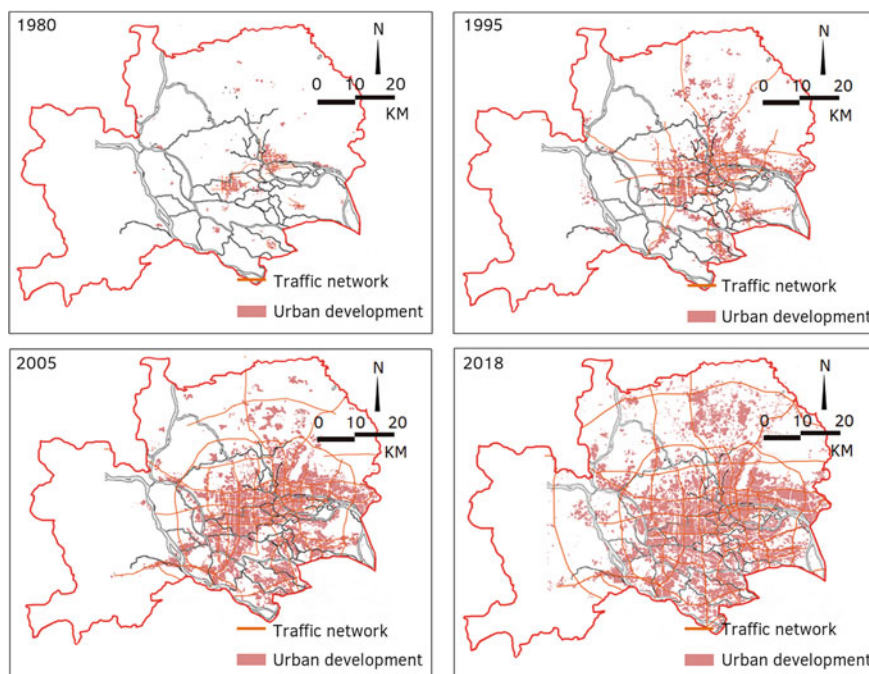 1980
N
0 10 20
KM
Traffic network
Urban development
1995
N
0 10 20
KM
Traffic network
Urban development
2005
N
0 10 20
KM
Traffic network
Urban development
2018
N
0 10 20
KM
Traffic network
Urban development